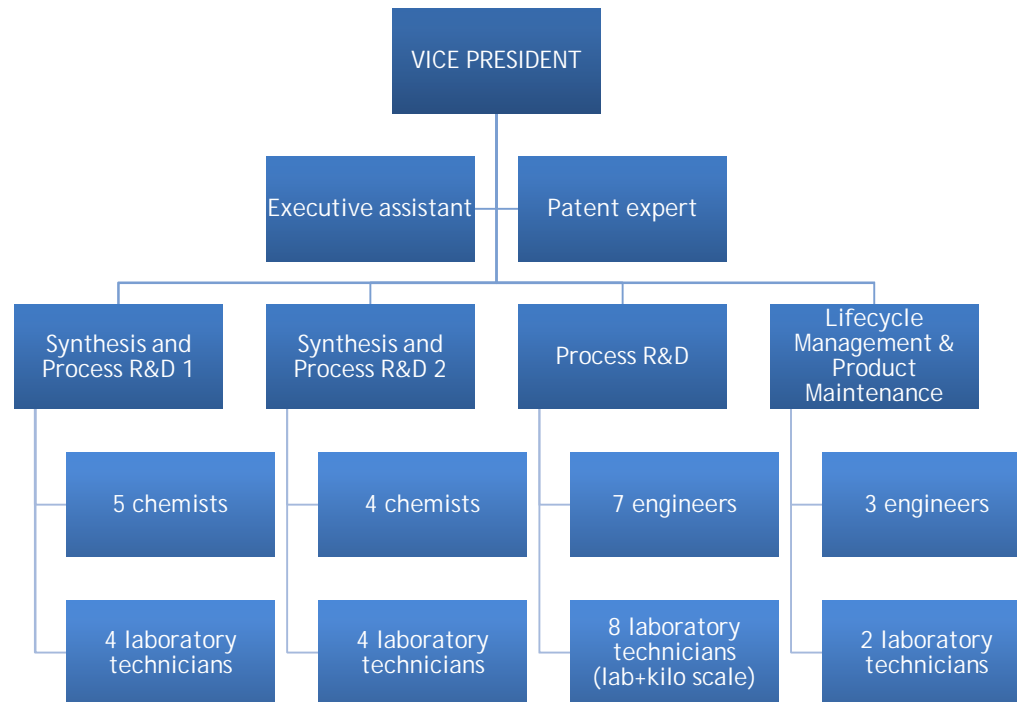 VICE PRESIDENT
Executive assistant
Patent expert
Synthesis and
Process R&D 1
Synthesis and
Process R&D 2
Process R&D
Lifecycle
Management &
Product
Maintenance
5 chemists
4 chemists
7 engineers
3 engineers
4 laboratory
technicians
4 laboratory
technicians
8 laboratory
technicians
(lab+kilo scale)
2 laboratory
technicians